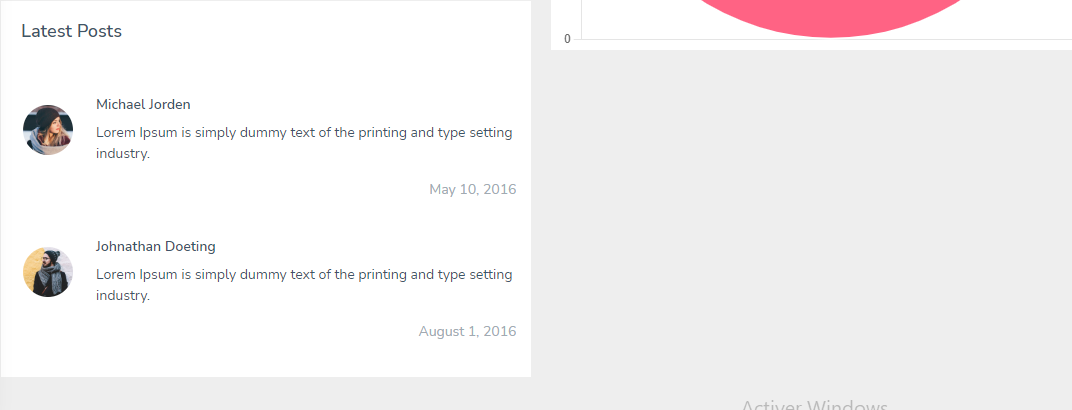 Latest Posts
0
Michael Jorden
Lorem Ipsum is simply dummy text of the printing and type setting
industry.
May 10, 2016
Johnathan Doeting
Lorem Ipsum is simply dummy text of the printing and type setting
industry.
August 1, 2016
Activer Windows